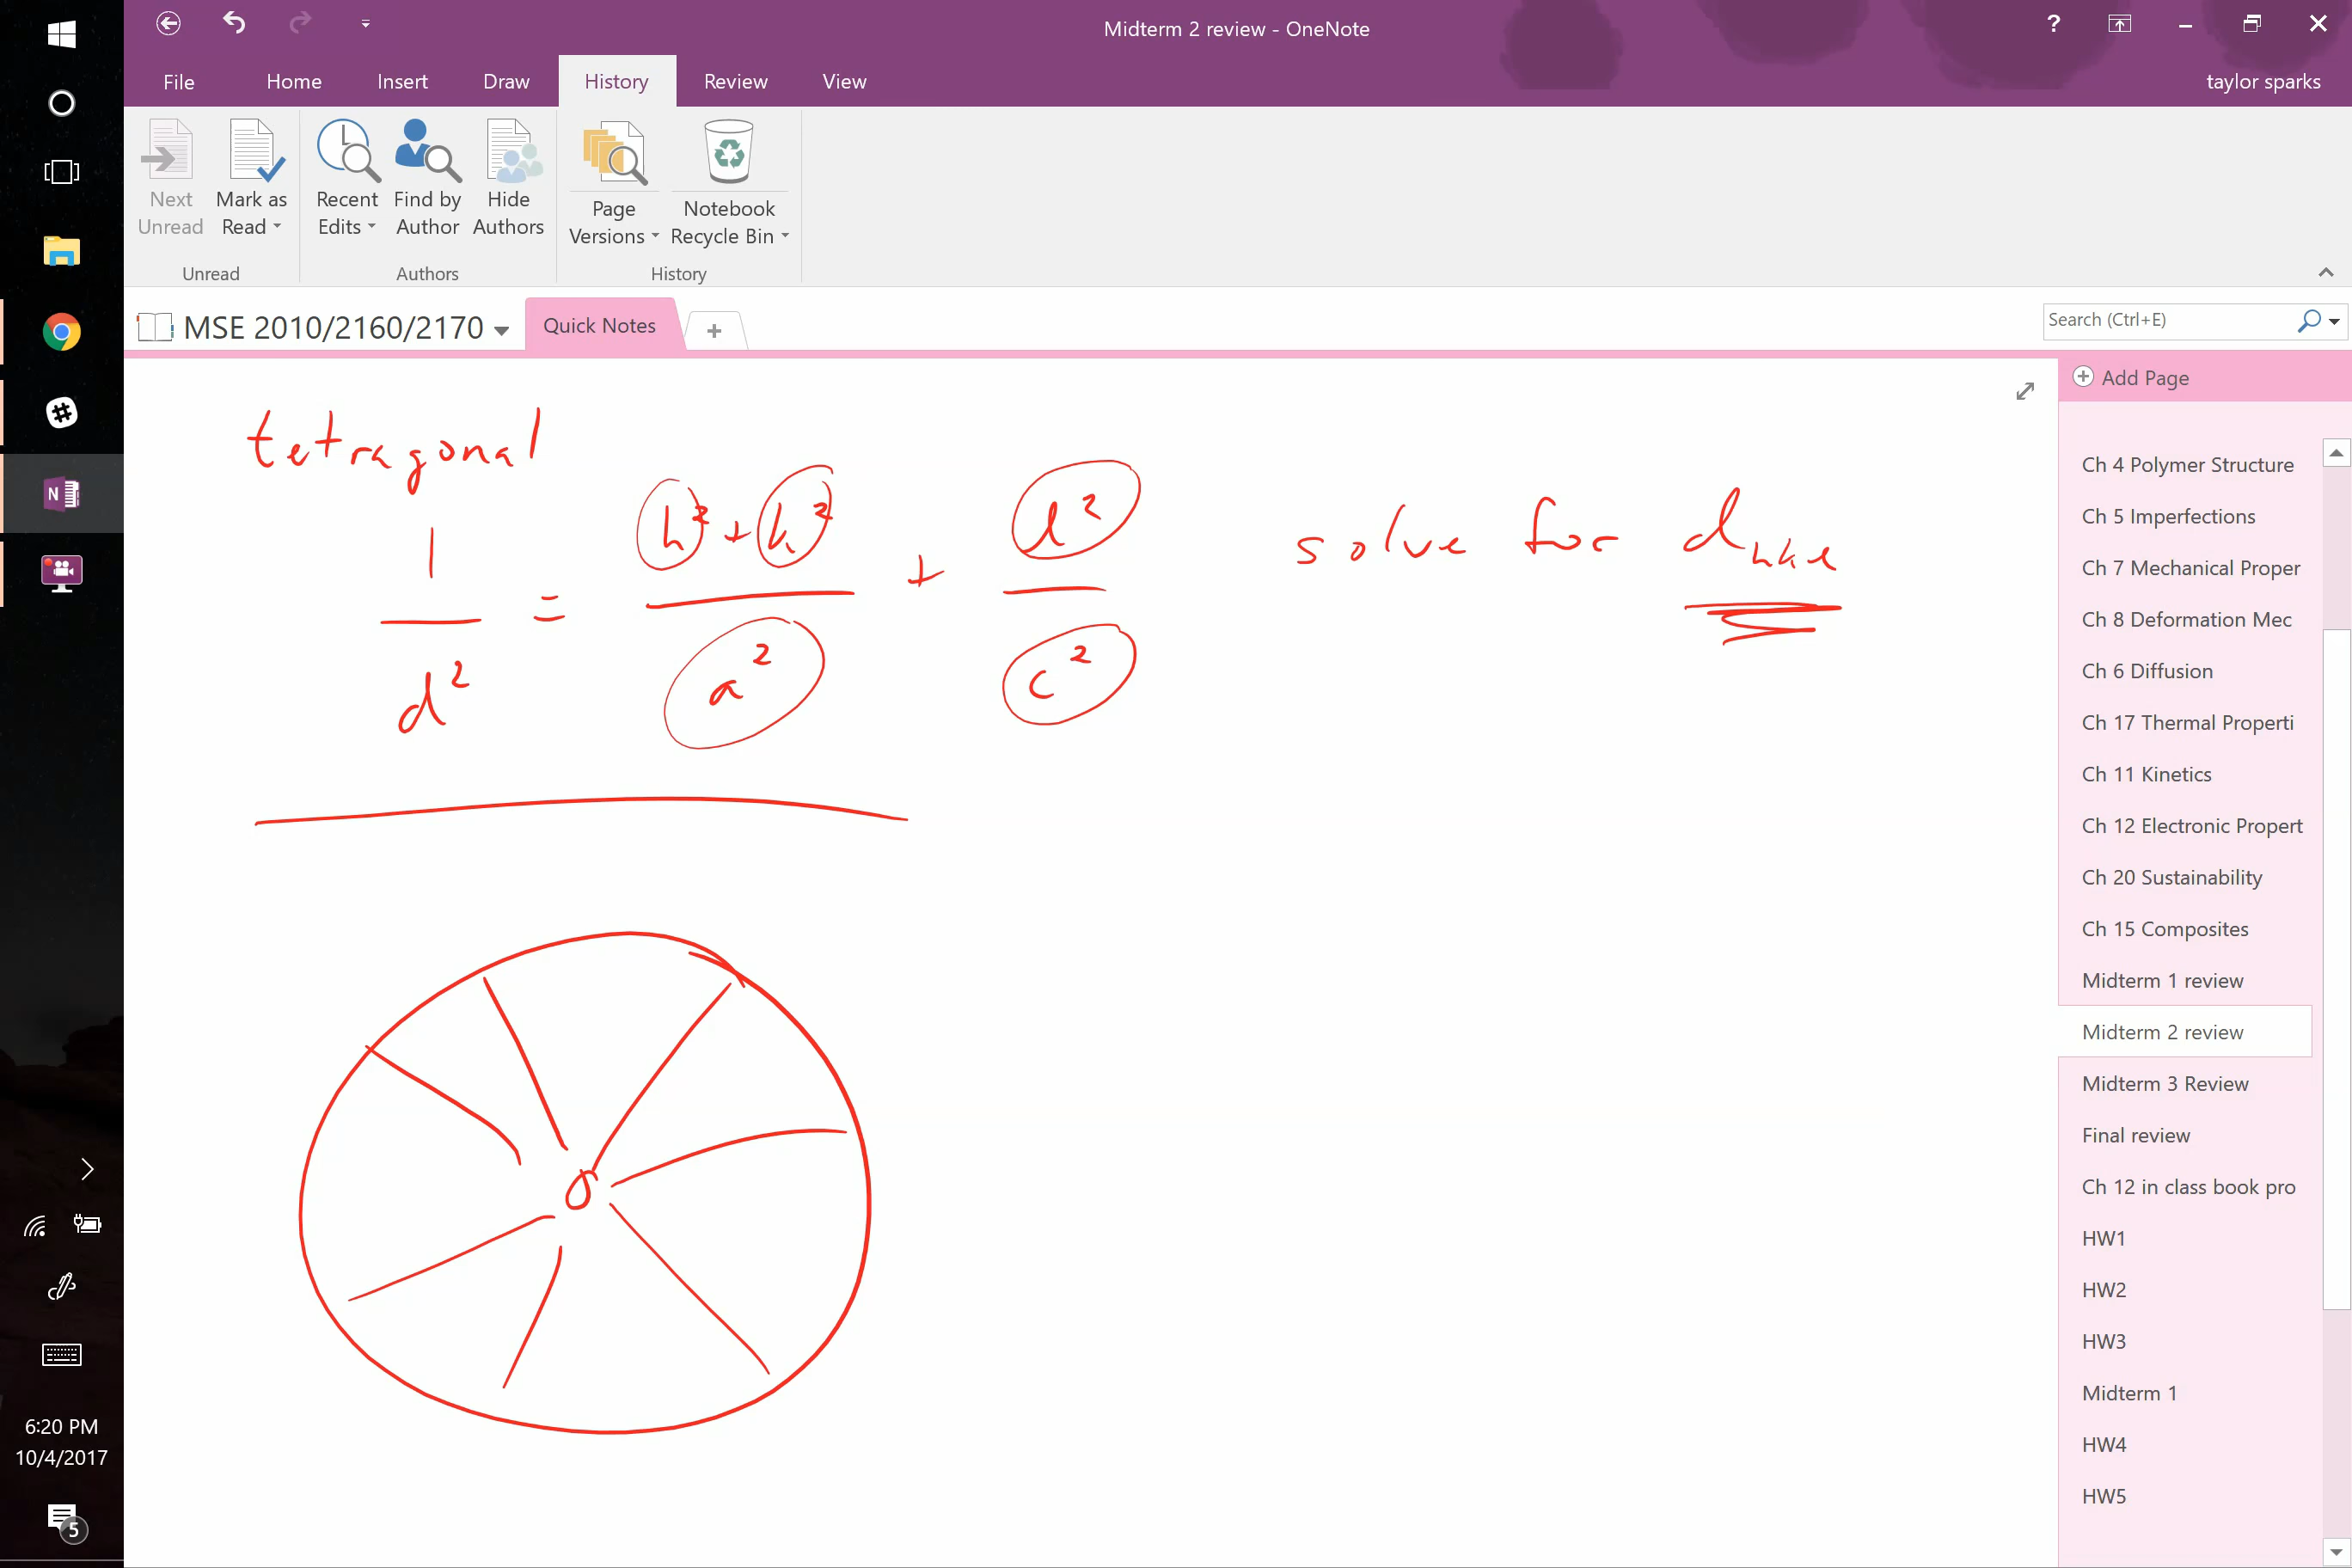 Midterm 2 review - OneNote
?
File Home Insert Draw History Review View
taylor sparks
Next Unread
Mark as Read
Recent Edits
Find by Author
Hide Authors
Page Versions
Notebook Recycle Bin
Unread Authors History
MSE 2010/2160/2170
Quick Notes
+
Search (Ctrl+E)
tetragonal
1/d² = (h² + k²)/a² + l²/c²
solve for d_hkl
Add Page
Ch 4 Polymer Structure
Ch 5 Imperfections
Ch 7 Mechanical Proper
Ch 8 Deformation Mec
Ch 6 Diffusion
Ch 17 Thermal Properti
Ch 11 Kinetics
Ch 12 Electronic Propert
Ch 20 Sustainability
Ch 15 Composites
Midterm 1 review
Midterm 2 review
Midterm 3 Review
Final review
Ch 12 in class book pro
HW1
HW2
HW3
Midterm 1
HW4
HW5
N
6:20 PM
10/4/2017
5